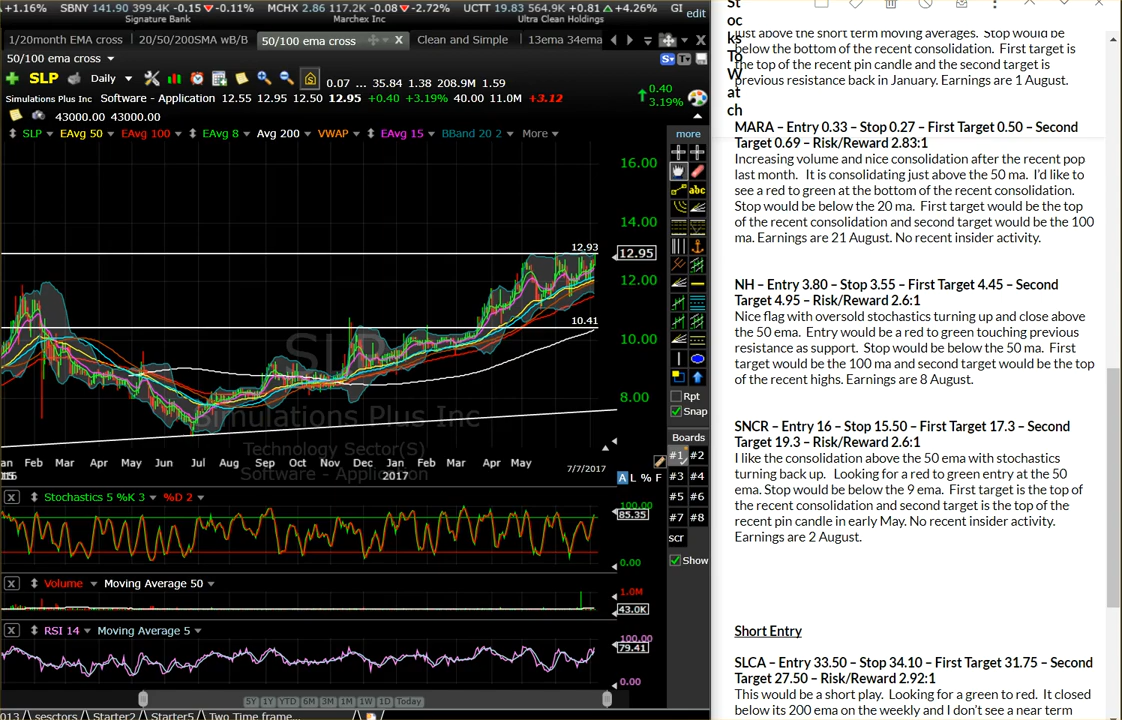 +1.16% SBNY 141.90 399.4K -0.15 -0.11% MCHX 2.86 117.2K -0.08 -2.72% UCTT 19.83 564.9K +0.81 +4.26% GI edit
Signature Bank Marchex Inc Ultra Clean Holdings
1/20month EMA cross 20/50/200SMA wB/B 50/100 ema cross X Clean and Simple 13ema 34ema
50/100 ema cross
SLP Daily 0.07 ... 35.84 1.38 208.9M 1.59
Simulations Plus Inc Software - Application 12.55 12.95 12.50 12.95 +0.40 +3.19% 40.00 11.0M +3.12
0.40
3.19%
43000.00 43000.00
SLP EAvg 50 EAvg 100 EAvg 8 Avg 200 VWAP EAvg 15 BBand 20 2 More
more
abc
16.00
14.00
12.93
12.95
12.00
10.41
10.00
8.00
SLP
Simulations Plus Inc
Technology Sector(S)
Software - Application
Rpt
Snap
Boards
#1 #2
#3 #4
#5 #6
#7 #8
scr
Show
Feb Mar Apr May Jun Jul Aug Sep Oct Nov Dec Feb Mar Apr May
2017
7/7/2017
A L % F
X Stochastics 5 %K 3 %D 2
100.00
85.35
0.00
X Volume Moving Average 50
1.0M
43.0K
X RSI 14 Moving Average 5
100.00
79.41
0.00
5Y 1Y YTD 6M 3M 1M 1W 1D Today
013 sesctors Starter2 Starter5 Two Time frame...
St
oc
ks
To
W
at
ch
just above the short term moving averages. Stop would be
below the bottom of the recent consolidation. First target is
the top of the recent pin candle and the second target is
previous resistance back in January. Earnings are 1 August.
MARA – Entry 0.33 – Stop 0.27 – First Target 0.50 – Second
Target 0.69 – Risk/Reward 2.83:1
Increasing volume and nice consolidation after the recent pop
last month. It is consolidating just above the 50 ma. I'd like to
see a red to green at the bottom of the recent consolidation.
Stop would be below the 20 ma. First target would be the top
of the recent consolidation and second target would be the 100
ma. Earnings are 21 August. No recent insider activity.
NH – Entry 3.80 – Stop 3.55 – First Target 4.45 – Second
Target 4.95 – Risk/Reward 2.6:1
Nice flag with oversold stochastics turning up and close above
the 50 ema. Entry would be a red to green touching previous
resistance as support. Stop would be below the 50 ma. First
target would be the 100 ma and second target would be the top
of the recent highs. Earnings are 8 August.
SNCR – Entry 16 – Stop 15.50 – First Target 17.3 – Second
Target 19.3 – Risk/Reward 2.6:1
I like the consolidation above the 50 ema with stochastics
turning back up. Looking for a red to green entry at the 50
ema. Stop would be below the 9 ema. First target is the top of
the recent consolidation and second target is the top of the
recent pin candle in early May. No recent insider activity.
Earnings are 2 August.
Short Entry
SLCA – Entry 33.50 – Stop 34.10 – First Target 31.75 – Second
Target 27.50 – Risk/Reward 2.92:1
This would be a short play. Looking for a green to red. It closed
below its 200 ema on the weekly and I don't see a near term